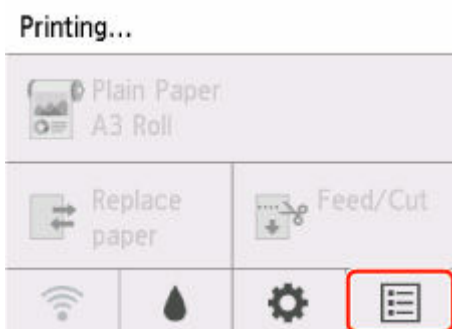 Printing...
Plain Paper
A3 Roll
Replace
paper
Feed/Cut